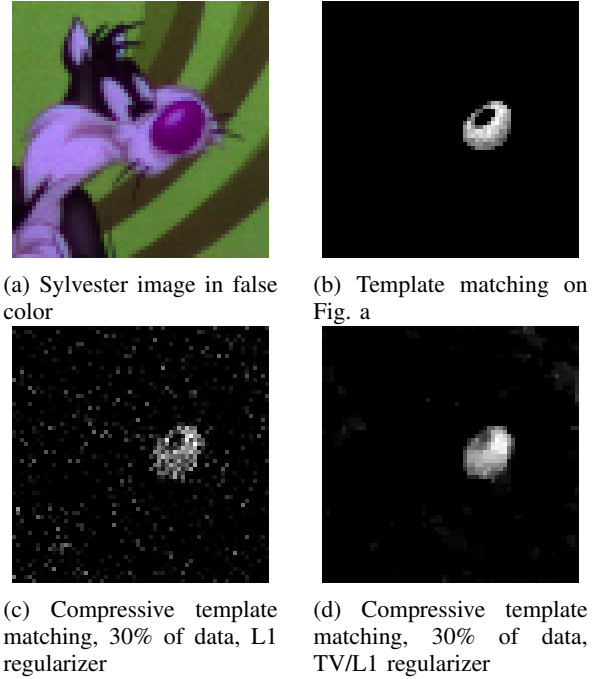 (a) Sylvester image in false
color
(b) Template matching on
Fig. a
(c) Compressive template
matching, 30% of data, L1
regularizer
(d) Compressive template
matching, 30% of data,
TV/L1 regularizer